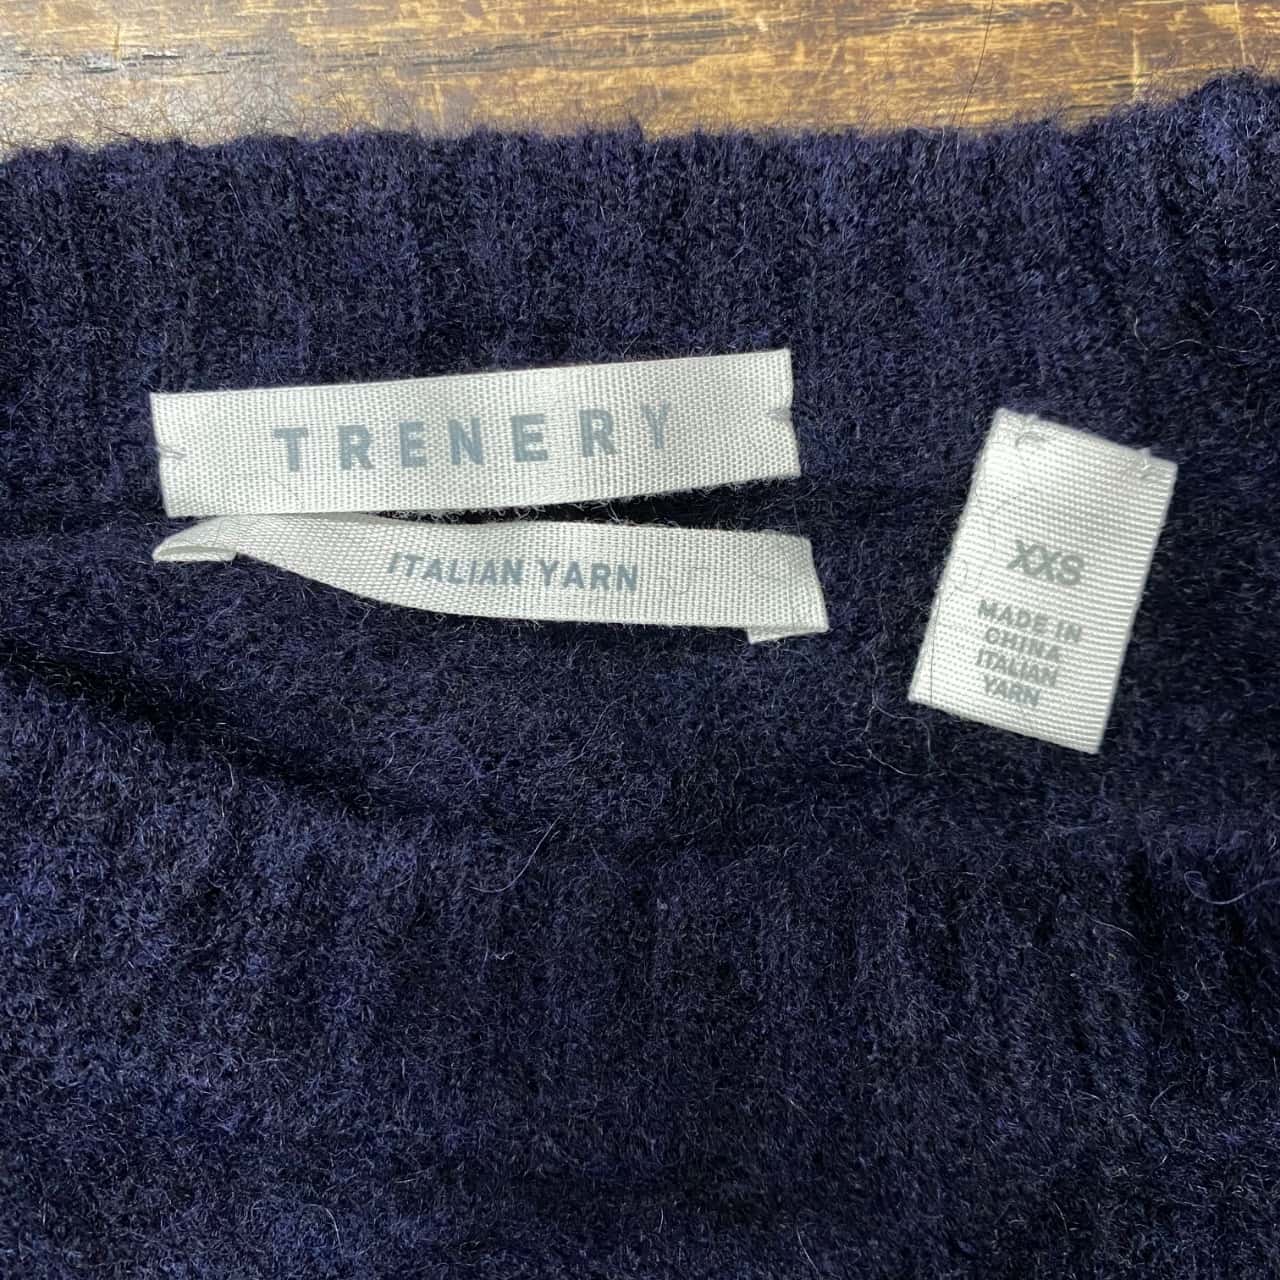 TRENERY
ITALIAN YARN
XXS
MADE IN
CHINA
ITALIAN
YARN